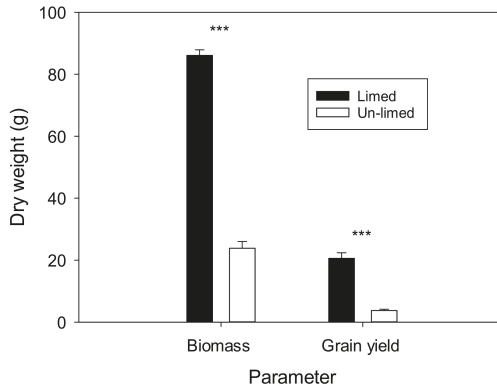 100
80
60
40
20
0
Dry weight (g)
***
***
Limed
Un-limed
Biomass
Grain yield
Parameter